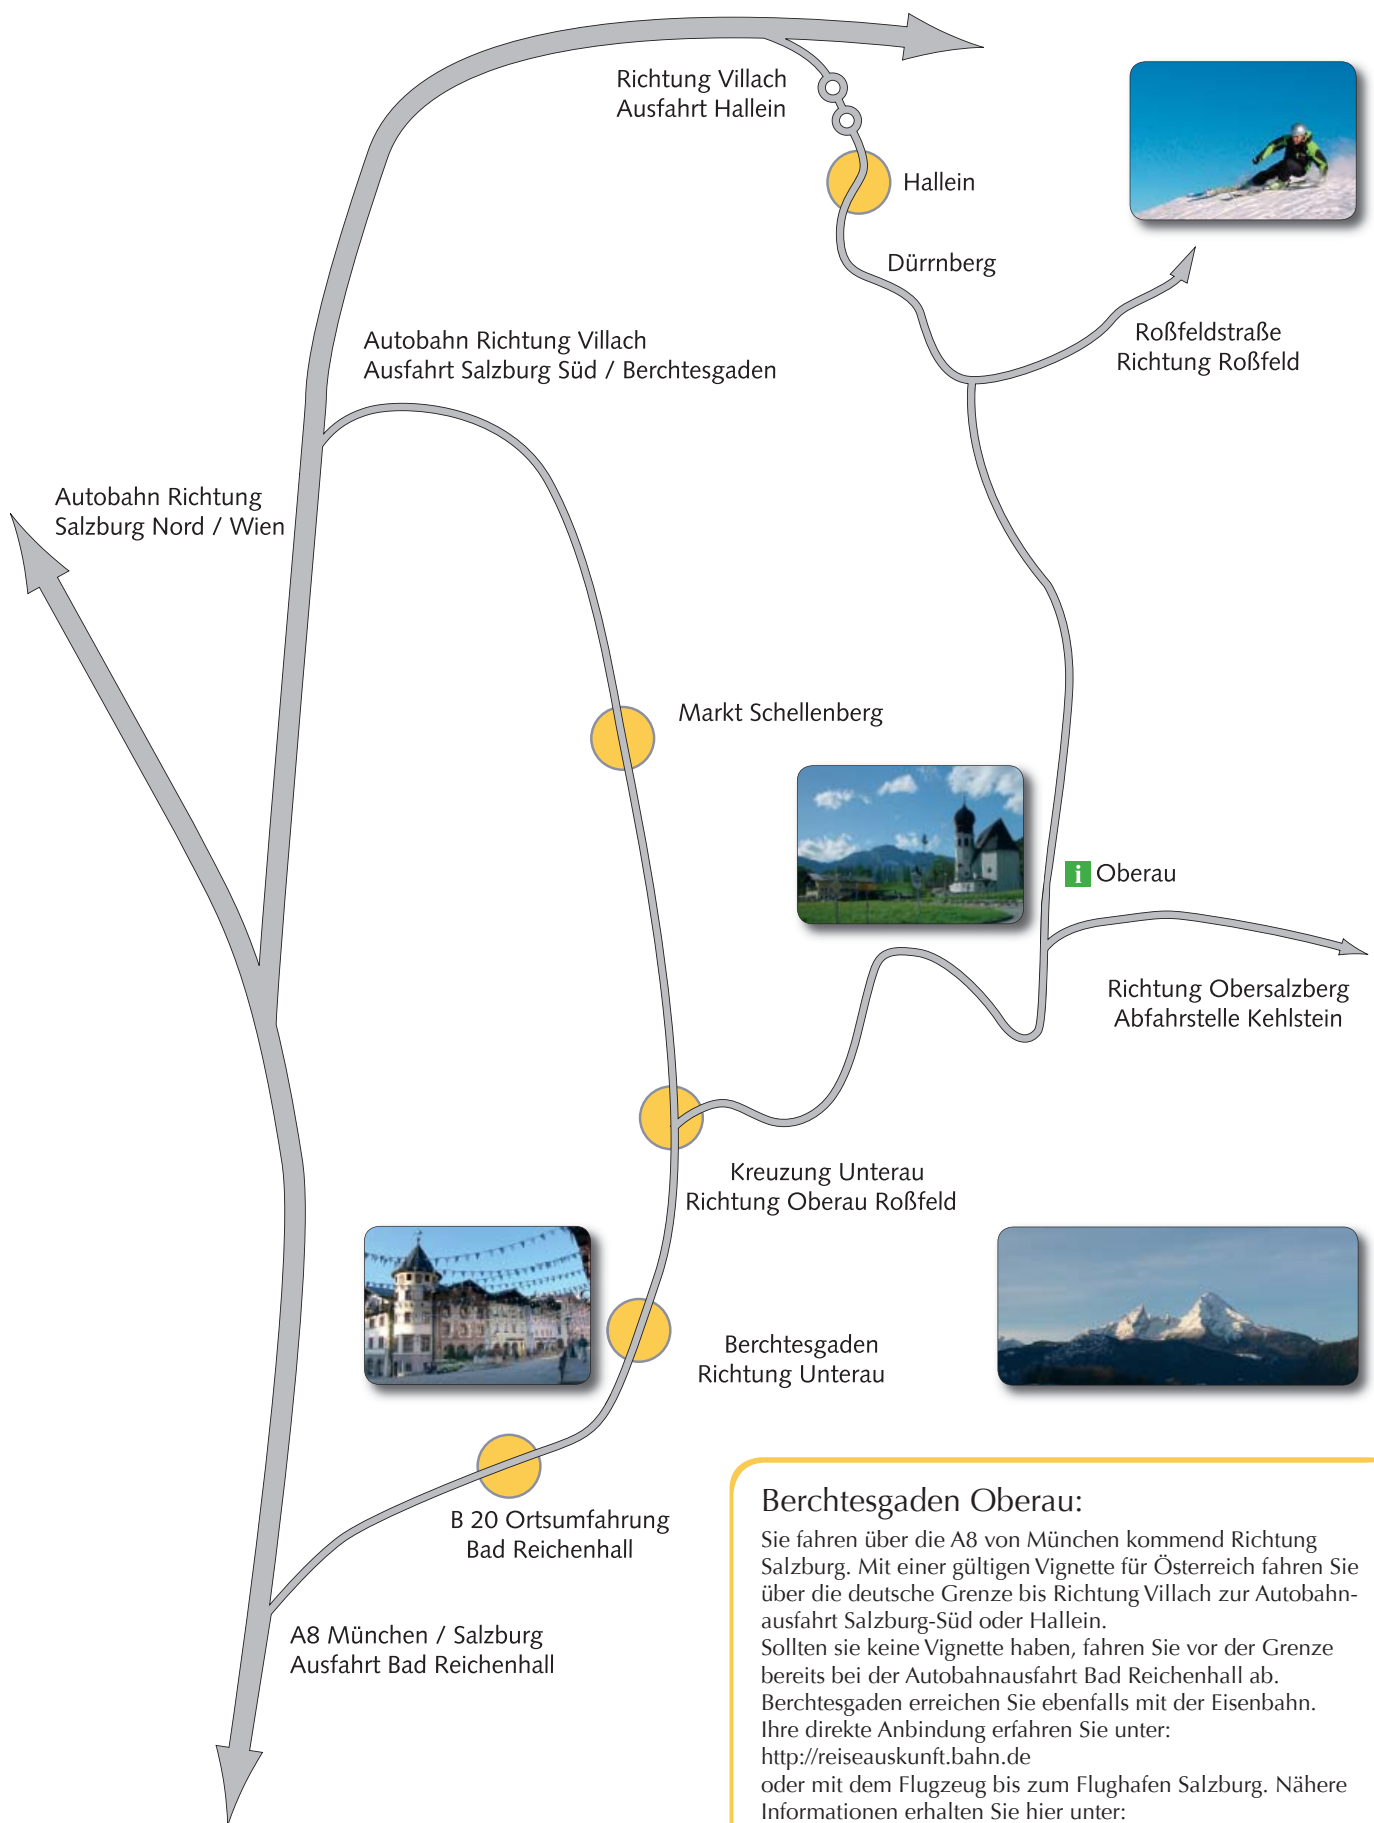 Richtung Villach
Ausfahrt Hallein
Hallein
Dürrnberg
Roßfeldstraße
Richtung Roßfeld
Autobahn Richtung Villach
Ausfahrt Salzburg Süd / Berchtesgaden
Autobahn Richtung
Salzburg Nord / Wien
Markt Schellenberg
i Oberau
Richtung Obersalzberg
Abfahrstelle Kehlstein
Kreuzung Unterau
Richtung Oberau Roßfeld
Berchtesgaden
Richtung Unterau
B 20 Ortsumfahrung
Bad Reichenhall
A8 München / Salzburg
Ausfahrt Bad Reichenhall
Berchtesgaden Oberau:
Sie fahren über die A8 von München kommend Richtung
Salzburg. Mit einer gültigen Vignette für Österreich fahren Sie
über die deutsche Grenze bis Richtung Villach zur Autobahn-
ausfahrt Salzburg-Süd oder Hallein.
Sollten sie keine Vignette haben, fahren Sie vor der Grenze
bereits bei der Autobahnausfahrt Bad Reichenhall ab.
Berchtesgaden erreichen Sie ebenfalls mit der Eisenbahn.
Ihre direkte Anbindung erfahren Sie unter:
http://reiseauskunft.bahn.de
oder mit dem Flugzeug bis zum Flughafen Salzburg. Nähere
Informationen erhalten Sie hier unter: